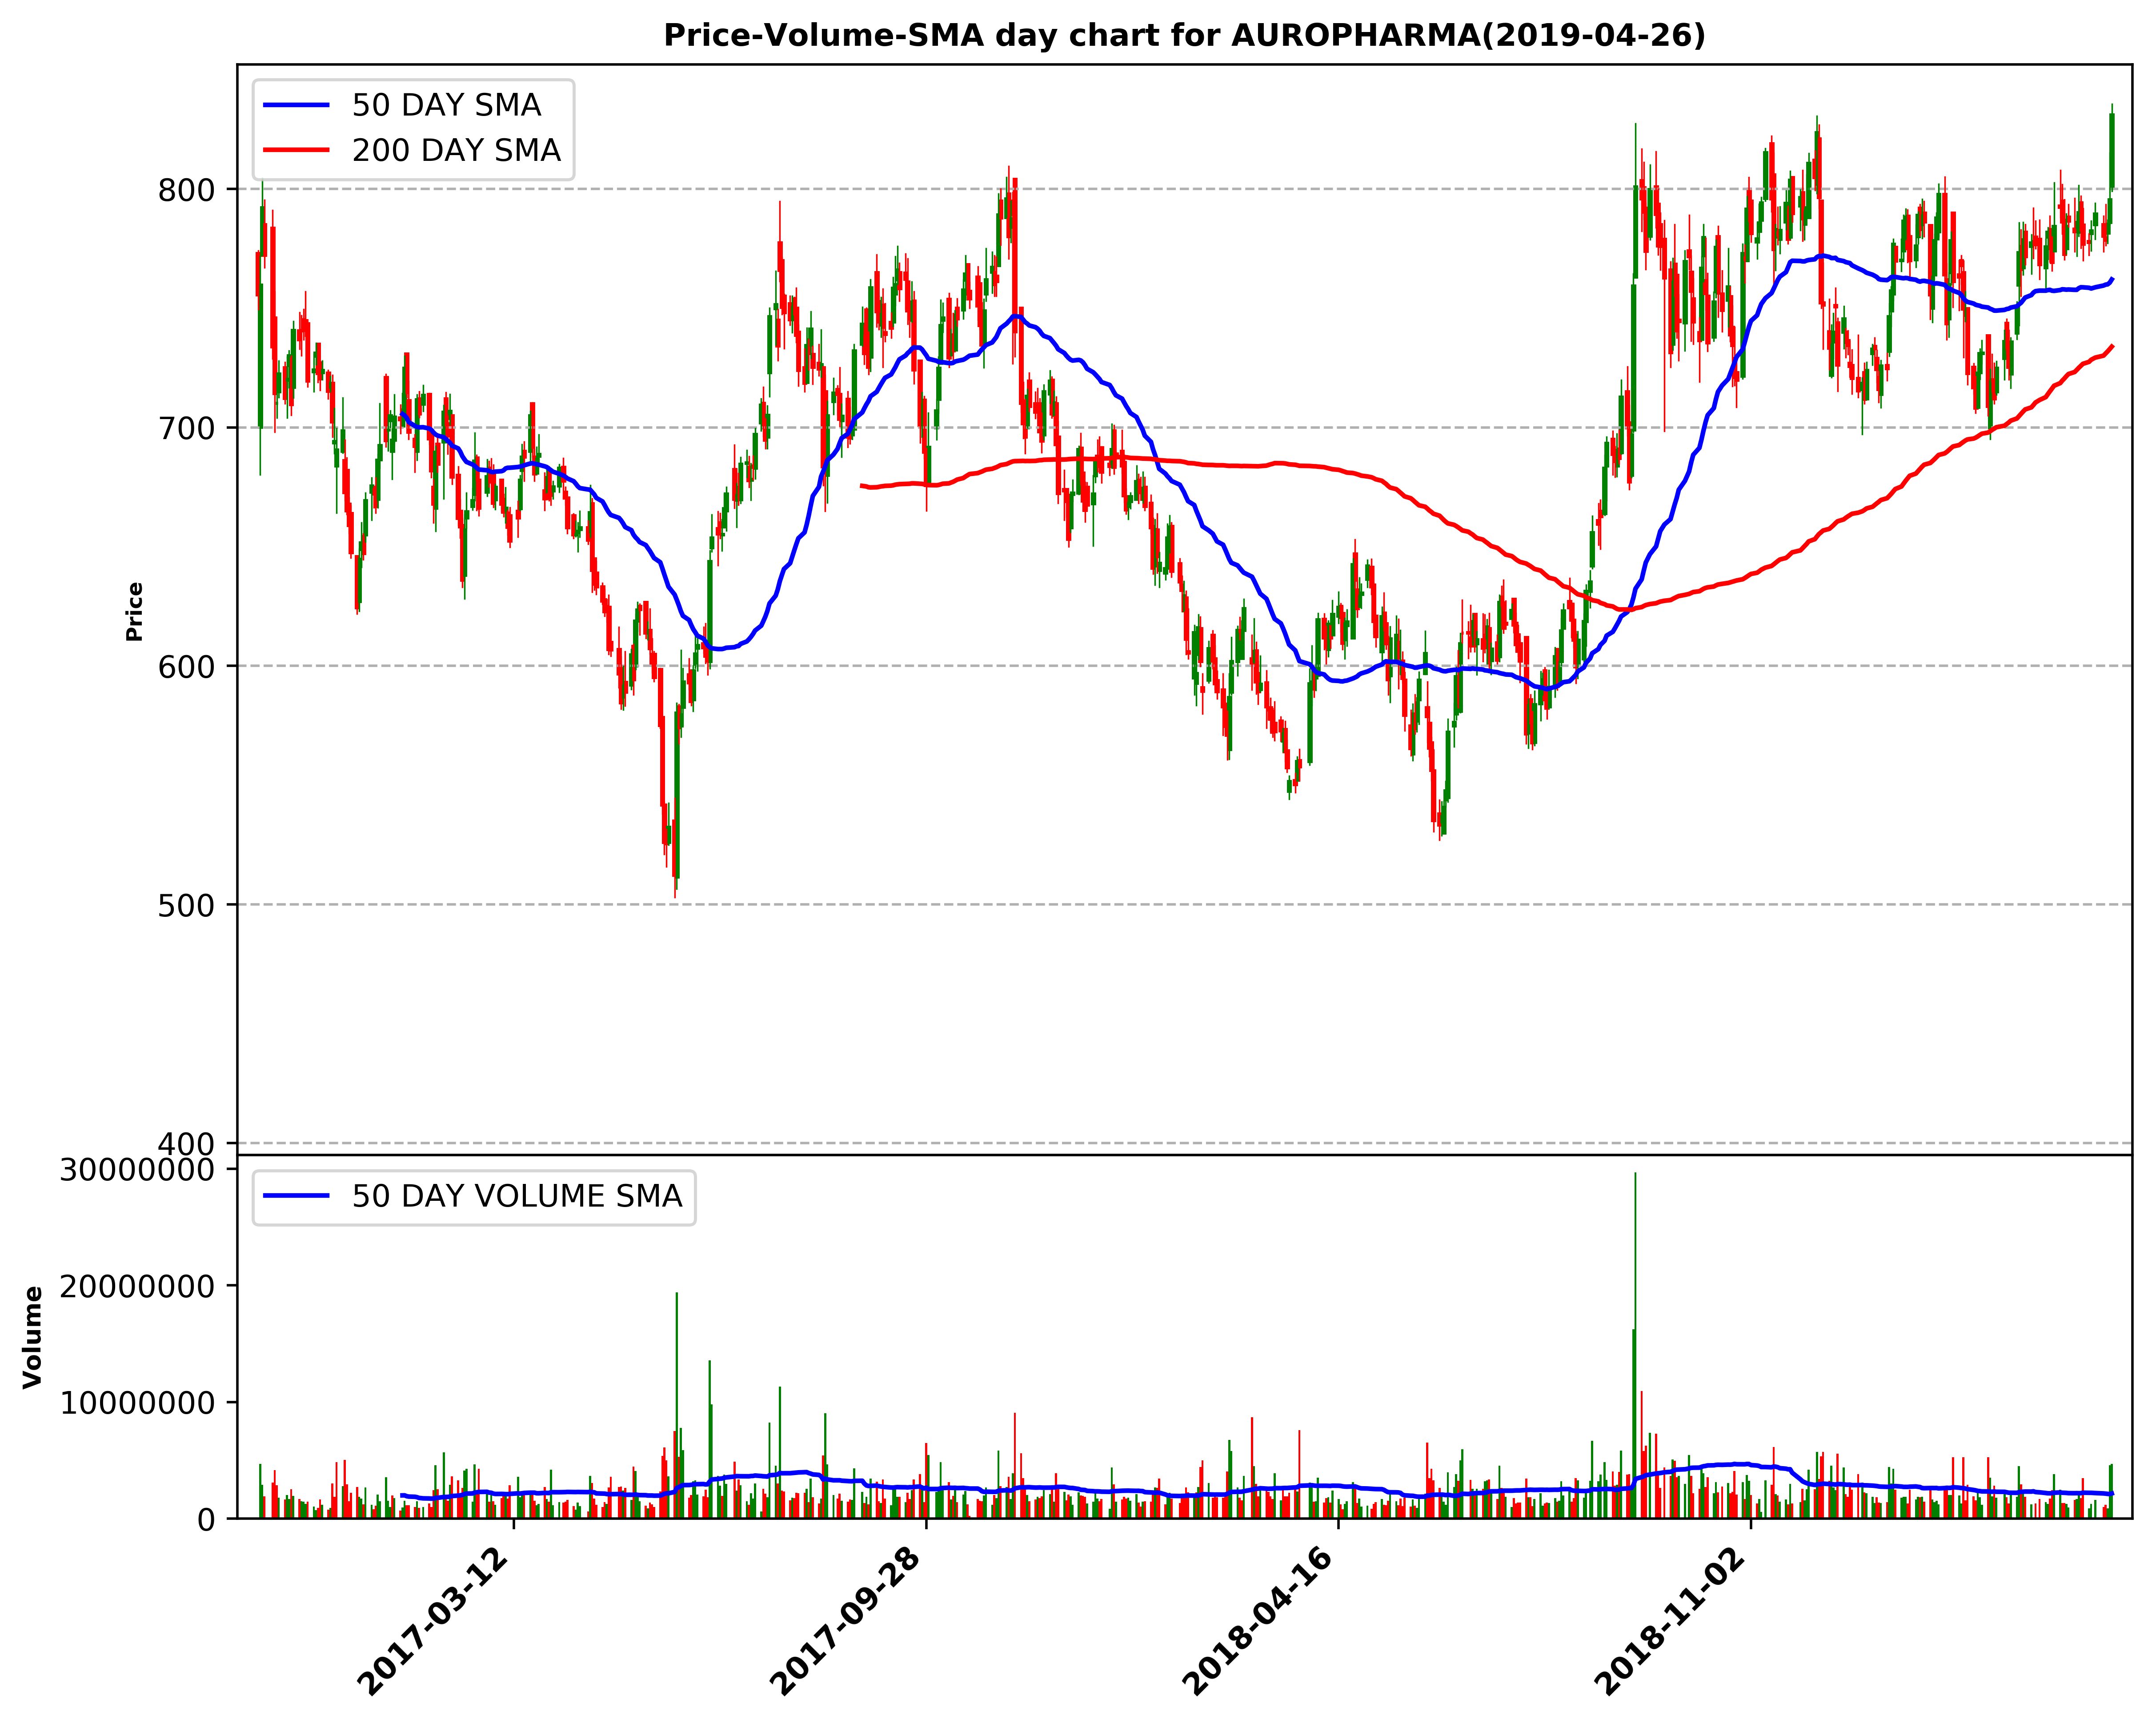 Price-Volume-SMA day chart for AUROPHARMA(2019-04-26)
50 DAY SMA
200 DAY SMA
800
700
600
500
400
Price
50 DAY VOLUME SMA
30000000
20000000
10000000
0
Volume
2017-03-12
2017-09-28
2018-04-16
2018-11-02